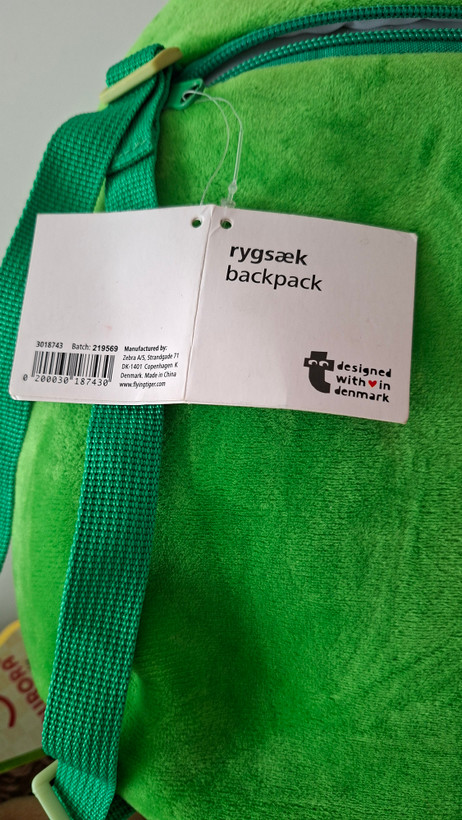 3018743 Batch: 219569
0 200030 187430
Manufactured by:
Zebra A/S, Strandgade 71
DK-1401 Copenhagen K
Denmark. Made in China
www.flyingtiger.com
rygsæk
backpack
designed
with♥in
denmark
AURORA